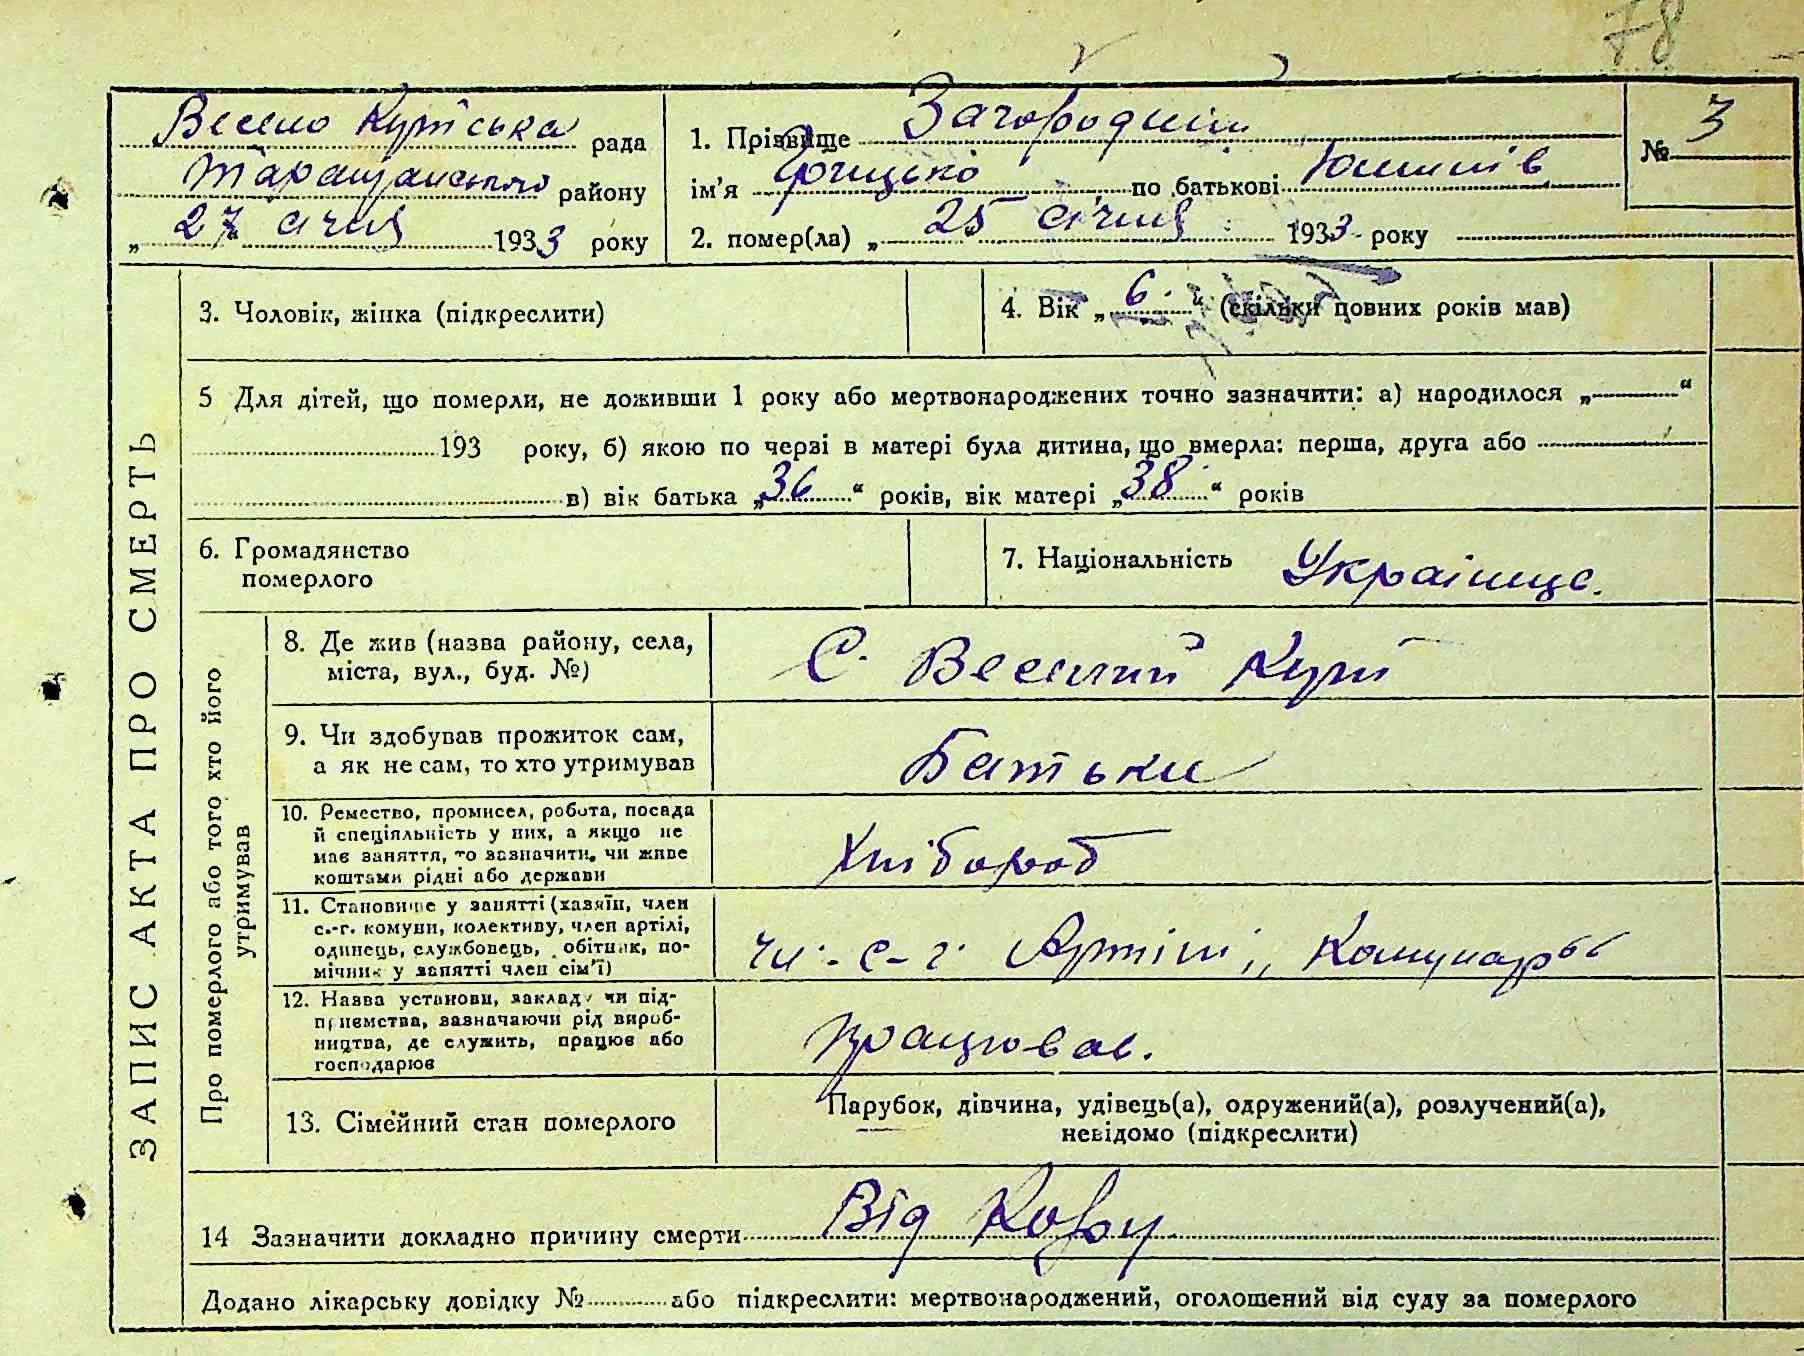 78
Весело Кутська рада
Таращанського району
„ 27 “ січня 1933 року
1. Прізвище Загородній
ім'я Грицько по батькові
2. помер(ла) „ 25 січня 1933 року
№ 3
ЗАПИС АКТА ПРО СМЕРТЬ
3. Чоловік, жінка (підкреслити)
4. Вік „ 6 “ (скільки повних років мав)
5 Для дітей, що померли, не доживши 1 року або мертвонароджених точно зазначити: а) народилося „ “
193 року, б) якою по черзі в матері була дитина, що вмерла: перша, друга або
в) вік батька „ 36 “ років, вік матері „ 38 “ років
6. Громадянство
померлого
7. Національність Українце.
Про померлого або того хто його
утримував
8. Де жив (назва району, села,
міста, вул., буд. №)
С. Веселий Кут
9. Чи здобував прожиток сам,
а як не сам, то хто утримував
Батьки
10. Ремество, промисел, робота, посада
й спеціяльність у них, а якщо не
має заняття, то зазначити, чи живе
коштами рідні або держави
Хлібороб
11. Становище у занятті (хазяїн, член
с.-г. комуни, колективу, член артілі,
одинець, службовець, обітник, по-
мічник у занятті член сім'ї)
чл. с-г. Артілі „Комунар“
12. Назва установи, закладу чи під-
приємства, зазначаючи рід вироб-
ництва, де служить, працює або
господарює
працював.
13. Сімейний стан померлого
Парубок, дівчина, удівець(а), одружений(а), розлучений(а),
невідомо (підкреслити)
14 Зазначити докладно причину смерти Від Кору
Додано лікарську довідку № або підкреслити: мертвонароджений, оголошений від суду за померлого